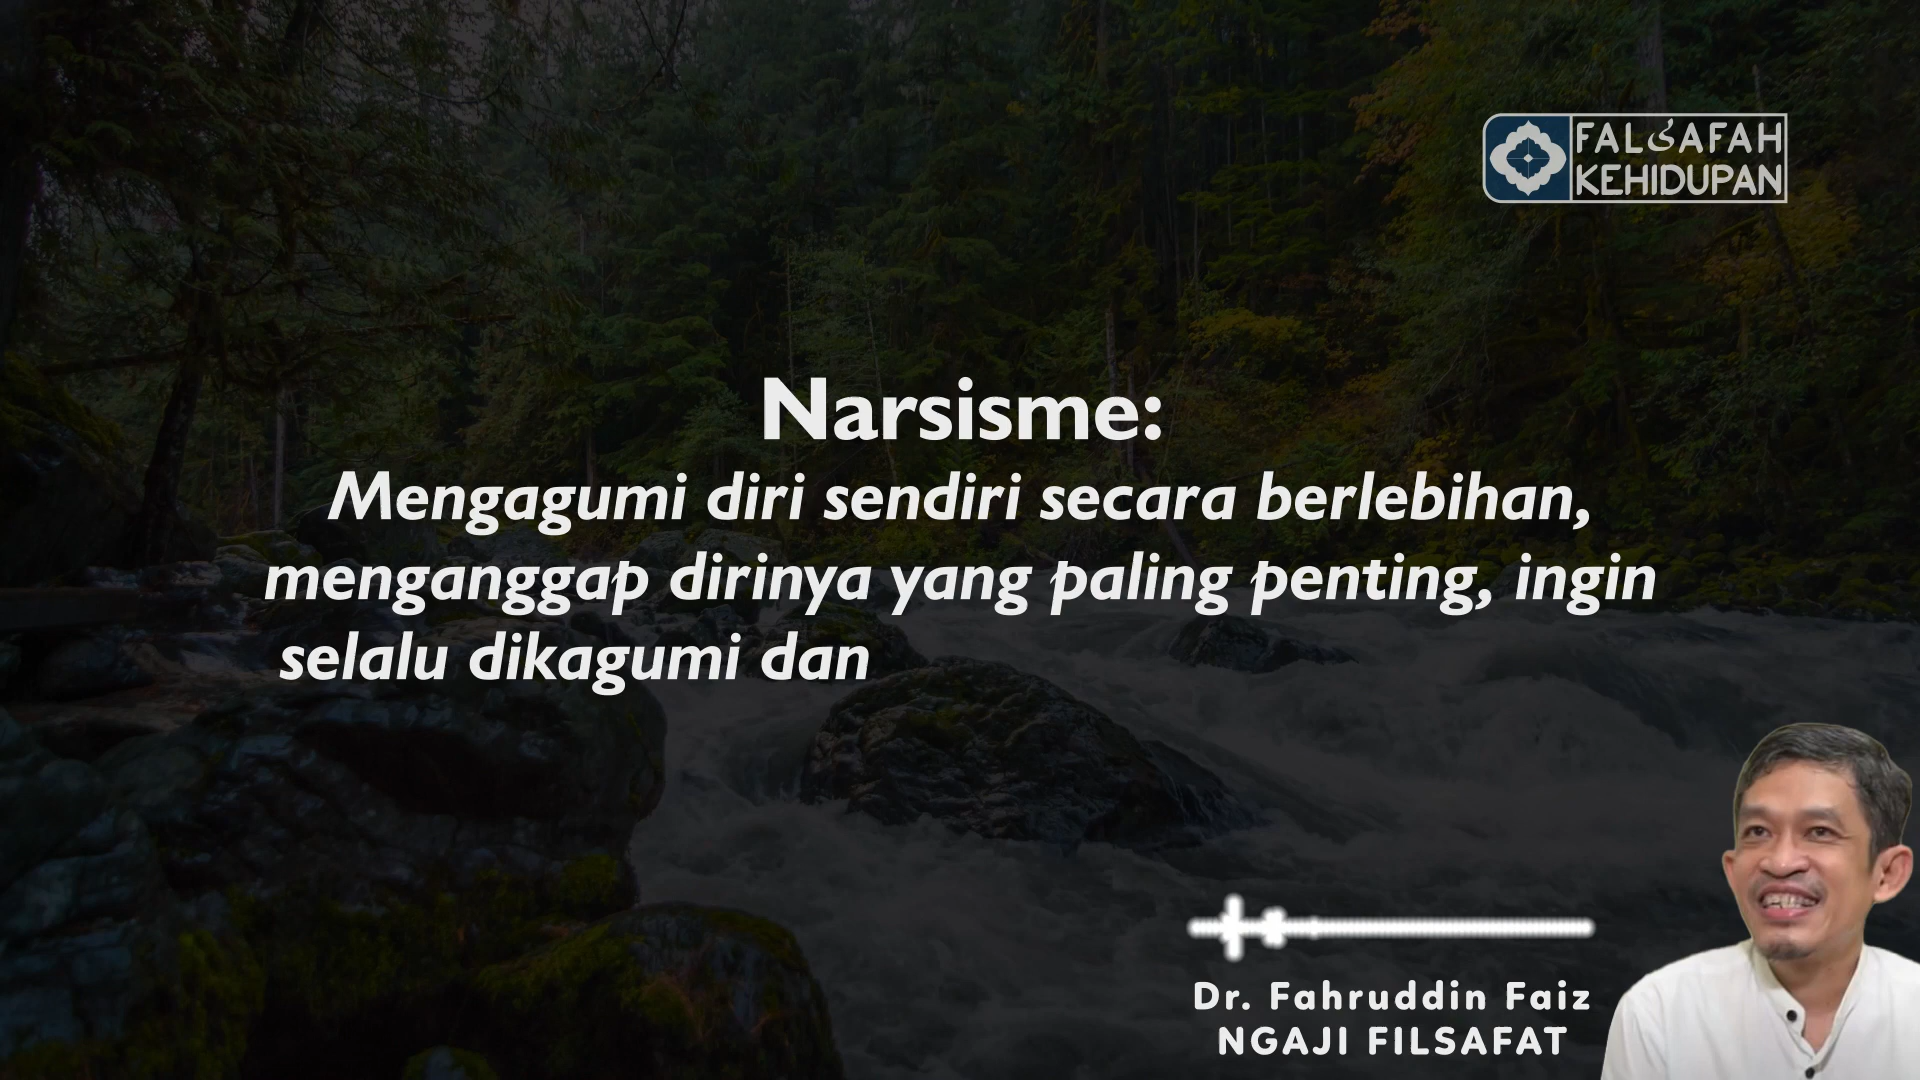 FALSAFAH
KEHIDUPAN
Narsisme:
Mengagumi diri sendiri secara berlebihan,
menganggap dirinya yang paling penting, ingin
selalu dikagumi dan
Dr. Fahruddin Faiz
NGAJI FILSAFAT